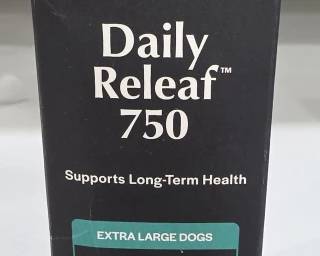 Daily
Releaf™
750
Supports Long-Term Health
EXTRA LARGE DOGS